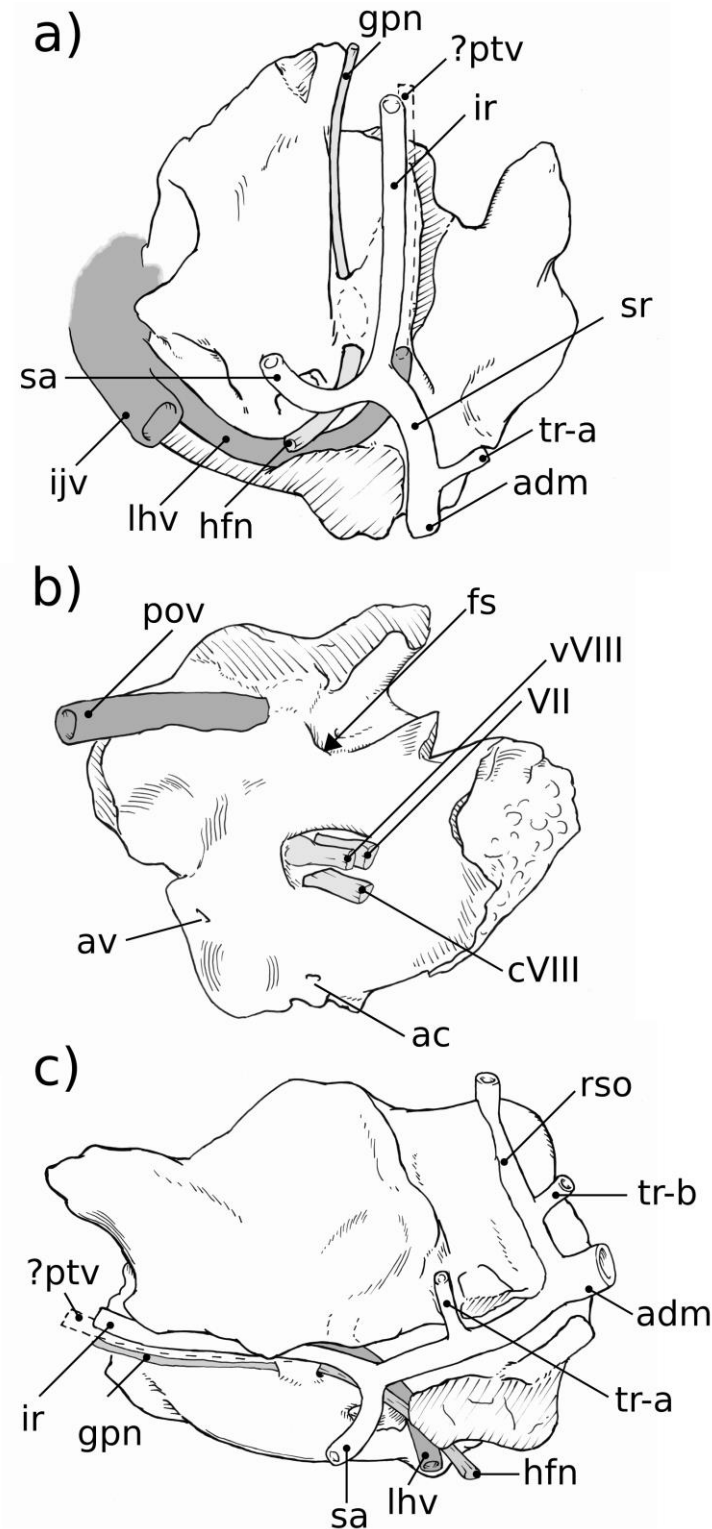 a)
gpn
?ptv
ir
sr
sa
tr-a
adm
ijv
lhv
hfn
b)
pov
fs
vVIII
VII
av
cVIII
ac
c)
rso
tr-b
?ptv
adm
ir
gpn
tr-a
sa
lhv
hfn